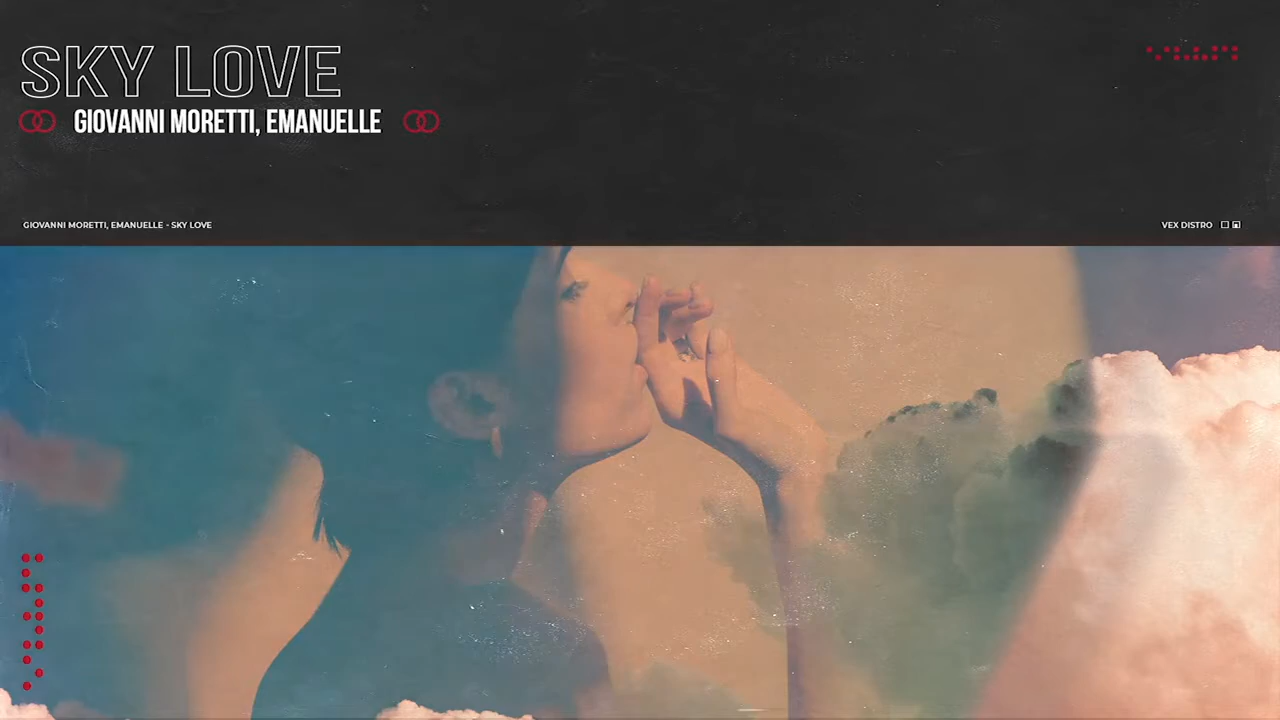 SKY LOVE
GIOVANNI MORETTI, EMANUELLE
GIOVANNI MORETTI, EMANUELLE - SKY LOVE
VEX DISTRO